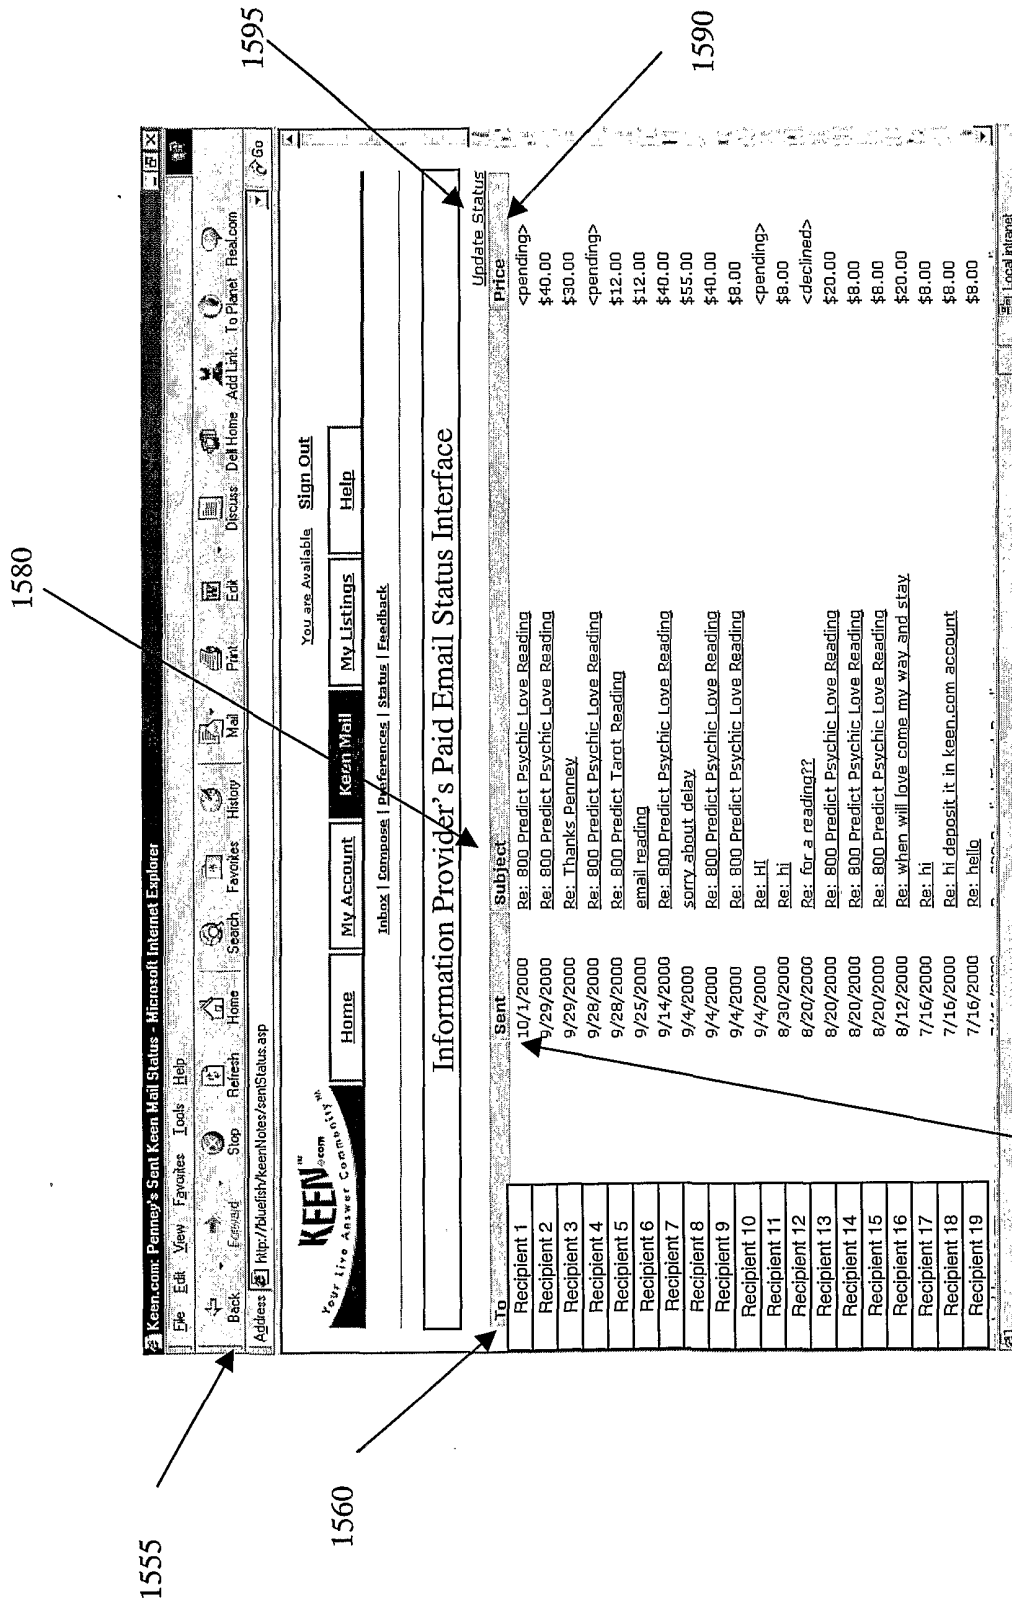 1595
1580
1590
Keen.com: Penney's Sent Keen Mail Status - Microsoft Internet Explorer
File Edit View Favorites Tools Help
Back Forward Stop Refresh Home Search Favorites History Mail Print Edit Discuss Dell Home Add Link To Planet Real.com
Address http://bluefish/keenNotes/sentStatus.asp Go
KEEN.com™
Your Live Answer Community
You are Available Sign Out
Home My Account Keen Mail My Listings Help
Inbox | Compose | Preferences | Status | Feedback
Information Provider's Paid Email Status Interface
Update Status
To Sent Subject Price
Recipient 1 10/1/2000 Re: 800 Predict Psychic Love Reading <pending>
Recipient 2 9/29/2000 Re: 800 Predict Psychic Love Reading $40.00
Recipient 3 9/29/2000 Re: Thanks Penney $30.00
Recipient 4 9/28/2000 Re: 800 Predict Psychic Love Reading <pending>
Recipient 5 9/28/2000 Re: 800 Predict Tarot Reading $12.00
Recipient 6 9/25/2000 email reading $12.00
Recipient 7 9/14/2000 Re: 800 Predict Psychic Love Reading $40.00
Recipient 8 9/4/2000 sorry about delay $55.00
Recipient 9 9/4/2000 Re: 800 Predict Psychic Love Reading $40.00
Recipient 10 9/4/2000 Re: 800 Predict Psychic Love Reading $8.00
Recipient 11 9/4/2000 Re: HI <pending>
Recipient 12 8/30/2000 Re: hi $8.00
Recipient 13 8/20/2000 Re: for a reading?? <declined>
Recipient 14 8/20/2000 Re: 800 Predict Psychic Love Reading $20.00
Recipient 15 8/20/2000 Re: 800 Predict Psychic Love Reading $8.00
Recipient 16 8/20/2000 Re: 800 Predict Psychic Love Reading $8.00
Recipient 17 8/12/2000 Re: when will love come my way and stay $20.00
Recipient 18 7/16/2000 Re: hi $8.00
Recipient 19 7/16/2000 Re: hi deposit it in keen.com account $8.00
7/16/2000 Re: hello $8.00
Local intranet
1555
1560